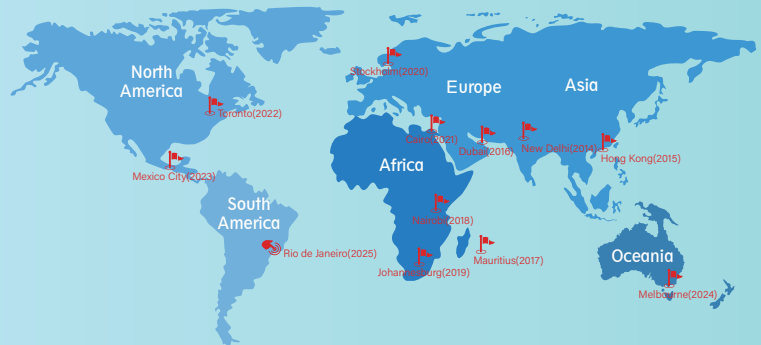 Stockholm(2020)
North
America
Europe
Asia
Toronto(2022)
Cairo(2021)
Dubai(2016)
New Delhi(2014)
Hong Kong(2015)
Africa
Mexico City(2023)
South
America
Nairobi(2018)
Rio de Janeiro(2025)
Mauritius(2017)
Oceania
Johannesburg(2019)
Melbourne(2024)